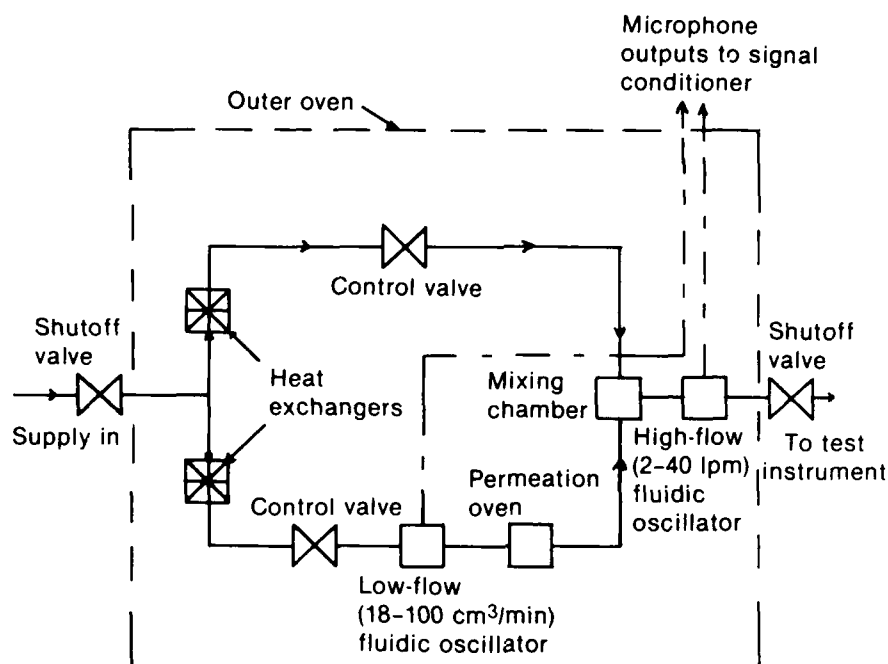 Microphone
outputs to signal
conditioner
Outer oven
Control valve
Shutoff
valve
Supply in
Heat
exchangers
Mixing
chamber
Shutoff
valve
High-flow
(2–40 lpm)
fluidic
oscillator
To test
instrument
Permeation
oven
Control valve
Low-flow
(18–100 cm³/min)
fluidic oscillator